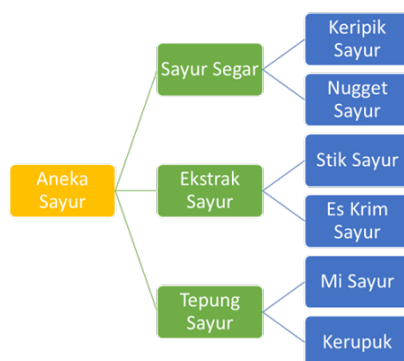 Aneka
Sayur
Sayur Segar
Keripik
Sayur
Nugget
Sayur
Ekstrak
Sayur
Stik Sayur
Es Krim
Sayur
Tepung
Sayur
Mi Sayur
Kerupuk